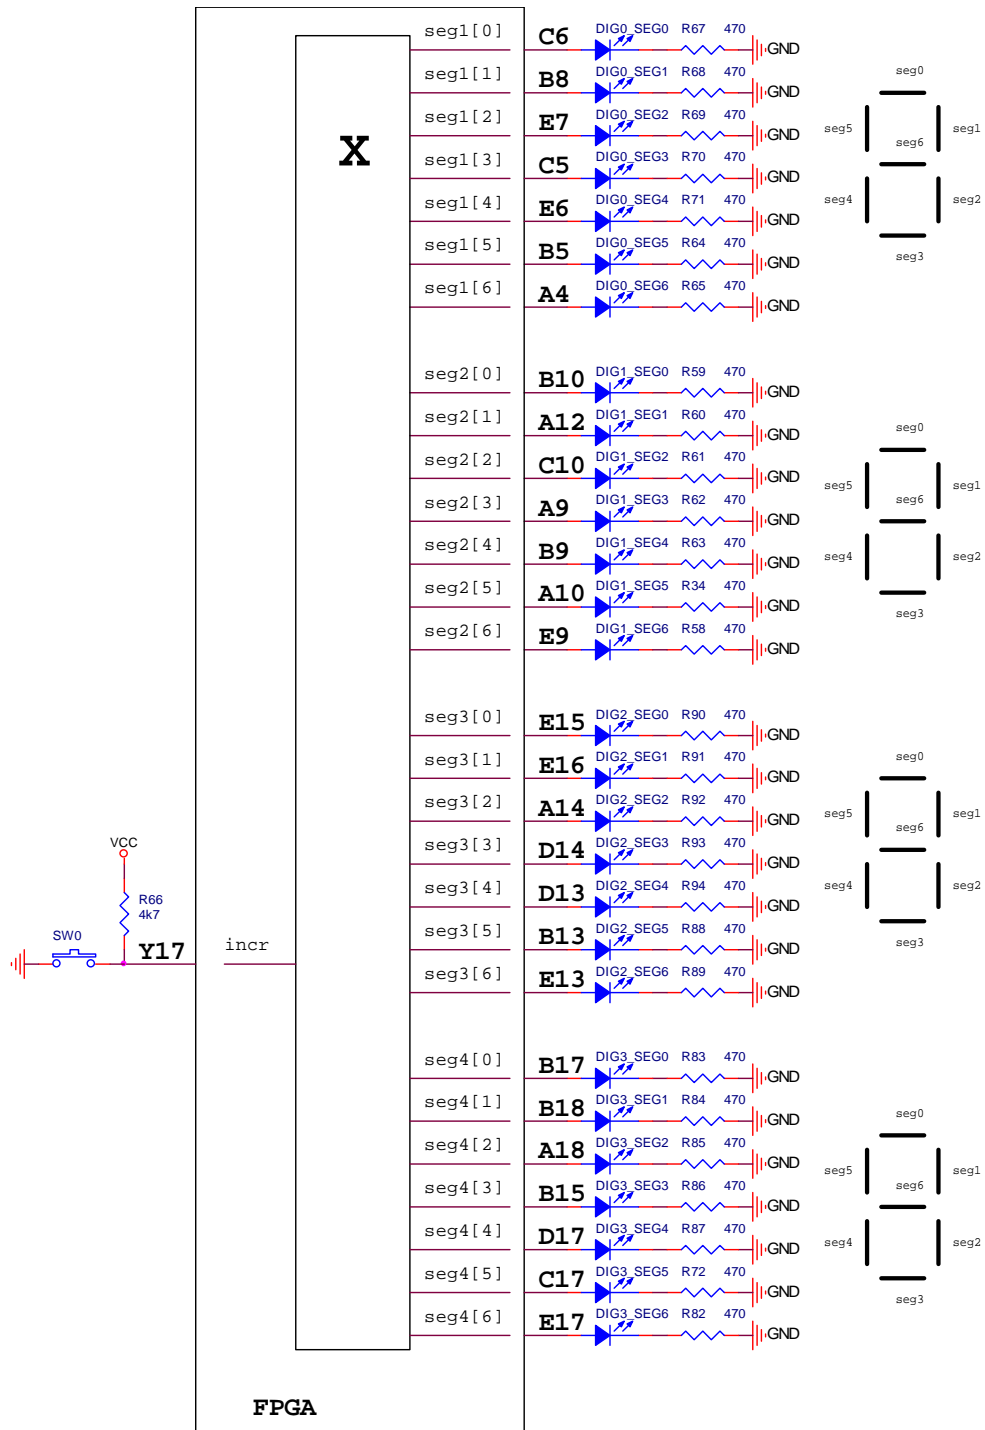 seg1[0] C6 DIG0_SEG0 R67 470 GND
seg1[1] B8 DIG0_SEG1 R68 470 GND
seg1[2] E7 DIG0_SEG2 R69 470 GND
seg1[3] C5 DIG0_SEG3 R70 470 GND
seg1[4] E6 DIG0_SEG4 R71 470 GND
seg1[5] B5 DIG0_SEG5 R64 470 GND
seg1[6] A4 DIG0_SEG6 R65 470 GND
X
seg0
seg5 seg6 seg1
seg4 seg2
seg3
seg2[0] B10 DIG1_SEG0 R59 470 GND
seg2[1] A12 DIG1_SEG1 R60 470 GND
seg2[2] C10 DIG1_SEG2 R61 470 GND
seg2[3] A9 DIG1_SEG3 R62 470 GND
seg2[4] B9 DIG1_SEG4 R63 470 GND
seg2[5] A10 DIG1_SEG5 R34 470 GND
seg2[6] E9 DIG1_SEG6 R58 470 GND
seg0
seg5 seg6 seg1
seg4 seg2
seg3
seg3[0] E15 DIG2_SEG0 R90 470 GND
seg3[1] E16 DIG2_SEG1 R91 470 GND
seg3[2] A14 DIG2_SEG2 R92 470 GND
seg3[3] D14 DIG2_SEG3 R93 470 GND
seg3[4] D13 DIG2_SEG4 R94 470 GND
seg3[5] B13 DIG2_SEG5 R88 470 GND
seg3[6] E13 DIG2_SEG6 R89 470 GND
seg0
seg5 seg6 seg1
seg4 seg2
seg3
VCC
R66
4k7
SW0 Y17 incr
seg4[0] B17 DIG3_SEG0 R83 470 GND
seg4[1] B18 DIG3_SEG1 R84 470 GND
seg4[2] A18 DIG3_SEG2 R85 470 GND
seg4[3] B15 DIG3_SEG3 R86 470 GND
seg4[4] D17 DIG3_SEG4 R87 470 GND
seg4[5] C17 DIG3_SEG5 R72 470 GND
seg4[6] E17 DIG3_SEG6 R82 470 GND
seg0
seg5 seg6 seg1
seg4 seg2
seg3
FPGA